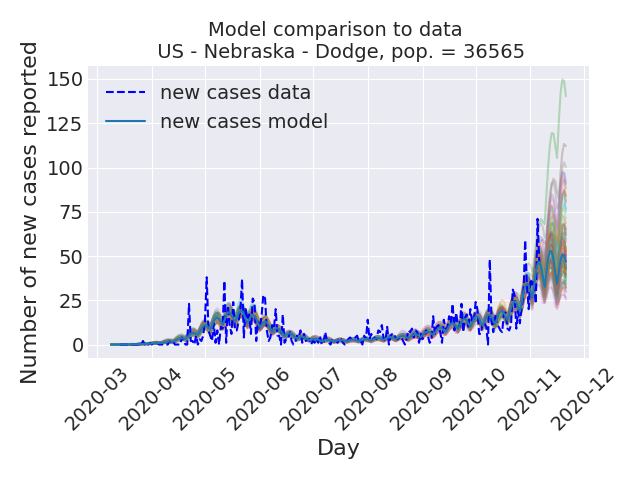 Model comparison to data
US - Nebraska - Dodge, pop. = 36565
Number of new cases reported
150
125
100
75
50
25
0
new cases data
new cases model
2020-03
2020-04
2020-05
2020-06
2020-07
2020-08
2020-09
2020-10
2020-11
2020-12
Day